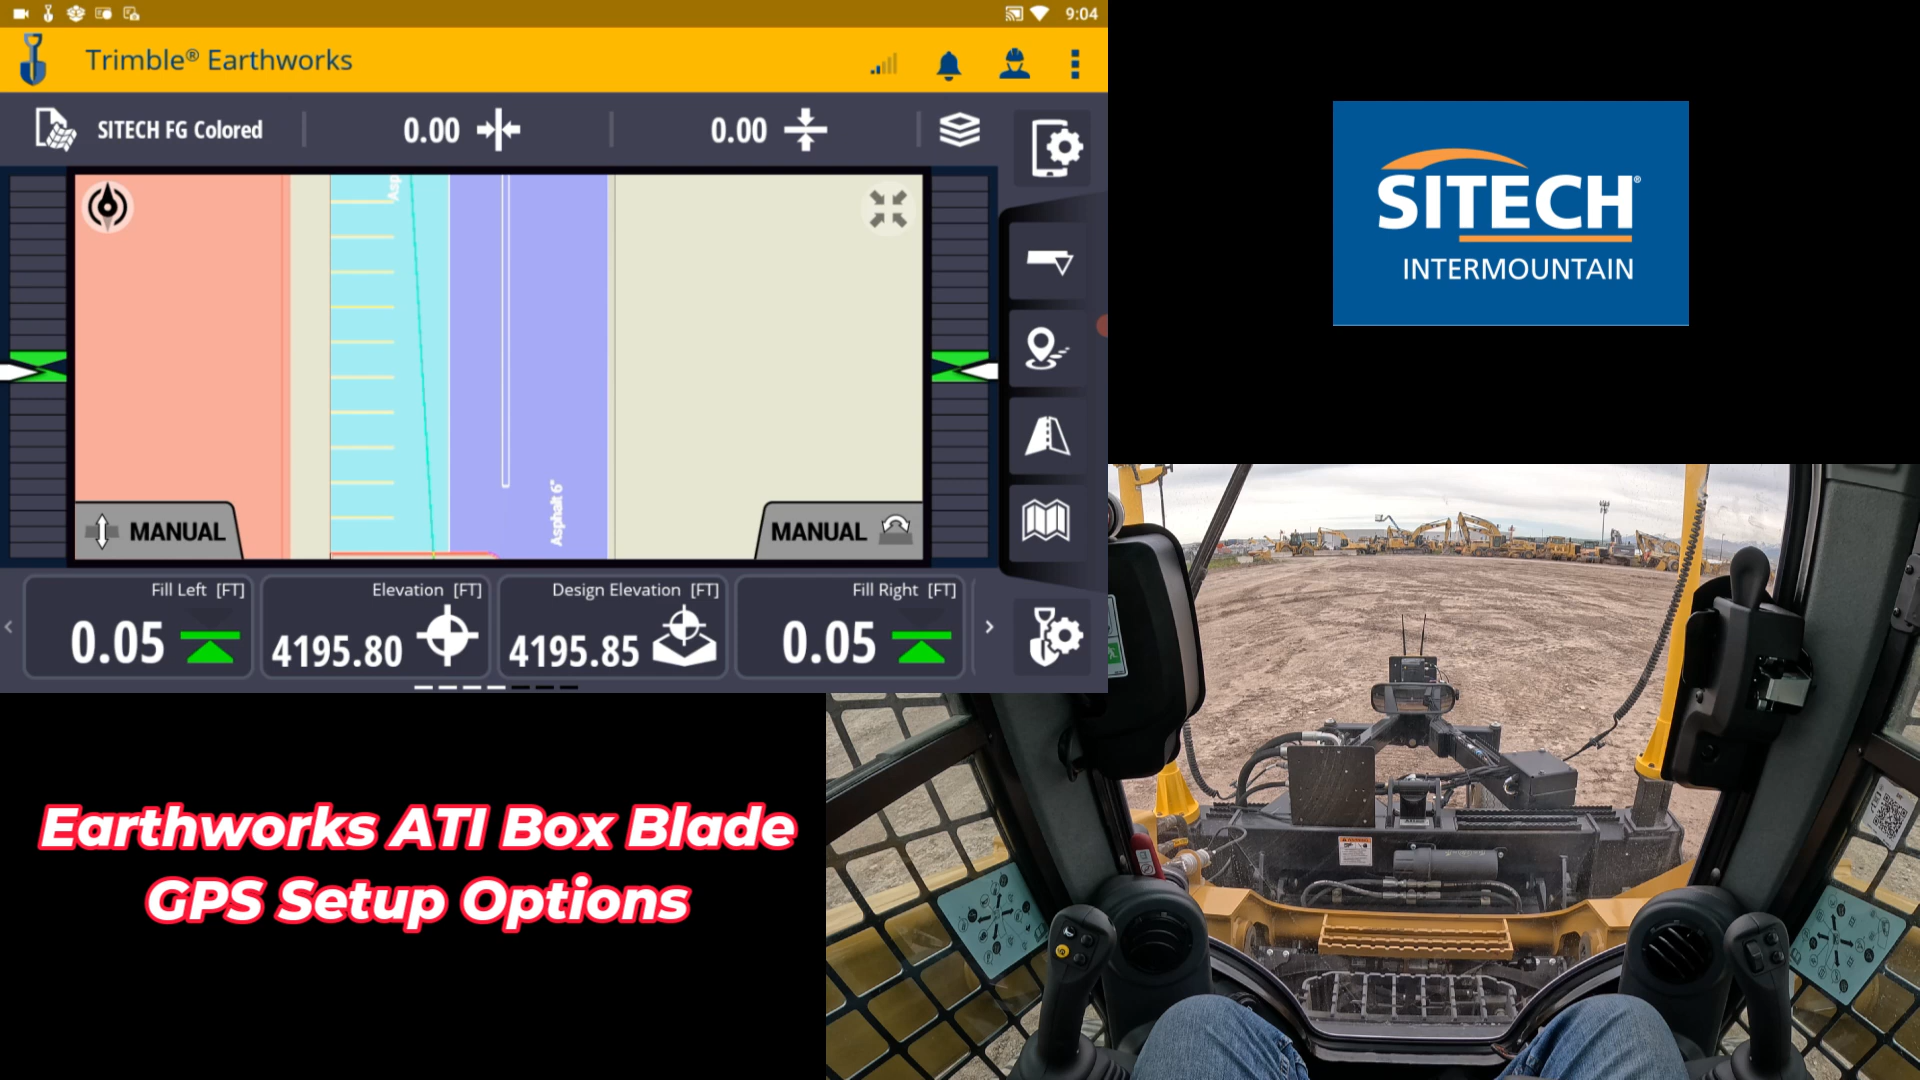 9:04
Trimble® Earthworks
SITECH FG Colored
0.00
0.00
Asp
Asphalt 6"
MANUAL
MANUAL
Fill Left [FT]
0.05
Elevation [FT]
4195.80
Design Elevation [FT]
4195.85
Fill Right [FT]
0.05
SITECH®
INTERMOUNTAIN
Earthworks ATI Box Blade
GPS Setup Options